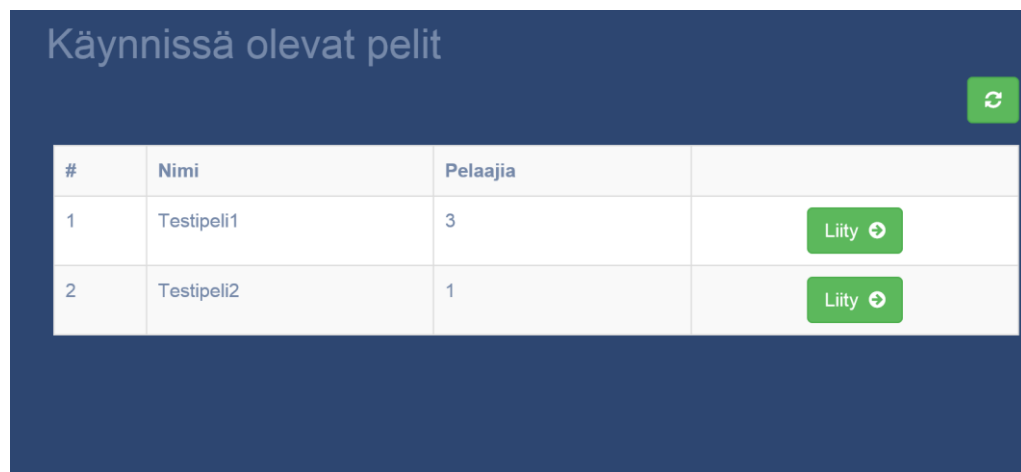 Käynnissä olevat pelit
# Nimi Pelaajia
1 Testipeli1 3 Liity
2 Testipeli2 1 Liity